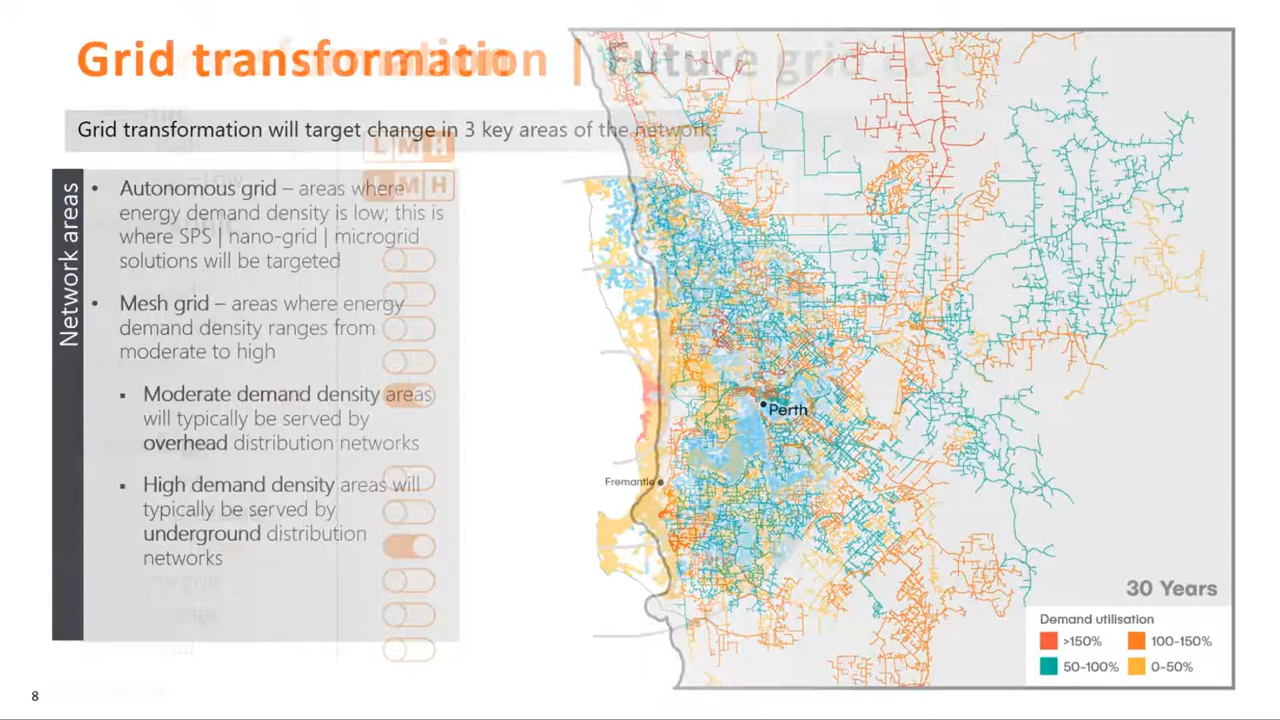 Grid transformation | Future grid
Grid transformation will target change in 3 key areas of the network
L M H
L M H
Network areas
• Autonomous grid – areas where
energy demand density is low; this is
where SPS | nano-grid | microgrid
solutions will be targeted
• Mesh grid – areas where energy
demand density ranges from
moderate to high
▪ Moderate demand density areas
will typically be served by
overhead distribution networks
▪ High demand density areas will
typically be served by
underground distribution
networks
Perth
Fremantle
30 Years
Demand utilisation
>150%
100-150%
50-100%
0-50%
8